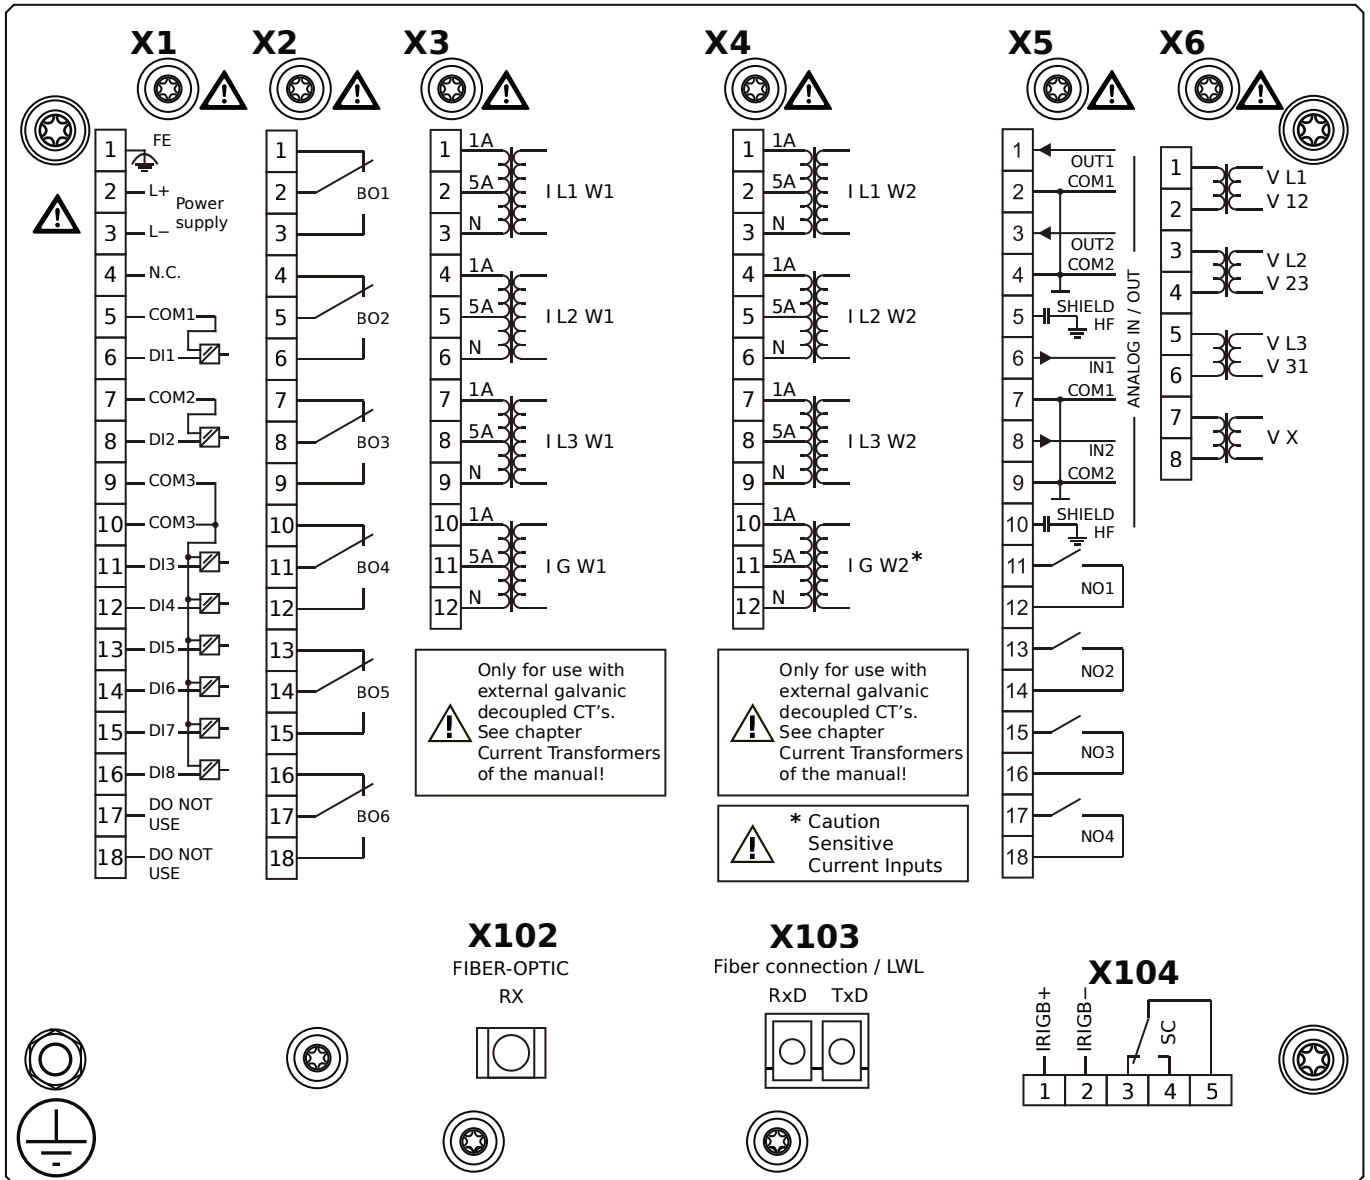 X1
X2
X3
X4
X5
X6
1
FE
2
L+
Power
supply
3
L−
4
N.C.
5
COM1
6
DI1
7
COM2
8
DI2
9
COM3
10
COM3
11
DI3
12
DI4
13
DI5
14
DI6
15
DI7
16
DI8
17
DO NOT
USE
18
DO NOT
USE
1
2
BO1
3
4
5
BO2
6
7
8
BO3
9
10
11
BO4
12
13
14
BO5
15
16
17
BO6
18
1
1A
2
5A
I L1 W1
3
N
4
1A
5
5A
I L2 W1
6
N
7
1A
8
5A
I L3 W1
9
N
10
1A
11
5A
I G W1
12
N
Only for use with
external galvanic
decoupled CT's.
See chapter
Current Transformers
of the manual!
1
1A
2
5A
I L1 W2
3
N
4
1A
5
5A
I L2 W2
6
N
7
1A
8
5A
I L3 W2
9
N
10
1A
11
5A
I G W2*
12
N
Only for use with
external galvanic
decoupled CT's.
See chapter
Current Transformers
of the manual!
* Caution
Sensitive
Current Inputs
1
OUT1
2
COM1
3
OUT2
4
COM2
5
SHIELD
HF
6
IN1
7
COM1
8
IN2
9
COM2
10
SHIELD
HF
ANALOG IN / OUT
11
NO1
12
13
NO2
14
15
NO3
16
17
NO4
18
1
V L1
2
V 12
3
V L2
4
V 23
5
V L3
6
V 31
7
V X
8
X102
FIBER-OPTIC
RX
X103
Fiber connection / LWL
RxD TxD
X104
IRIGB+
IRIGB−
SC
1 2 3 4 5